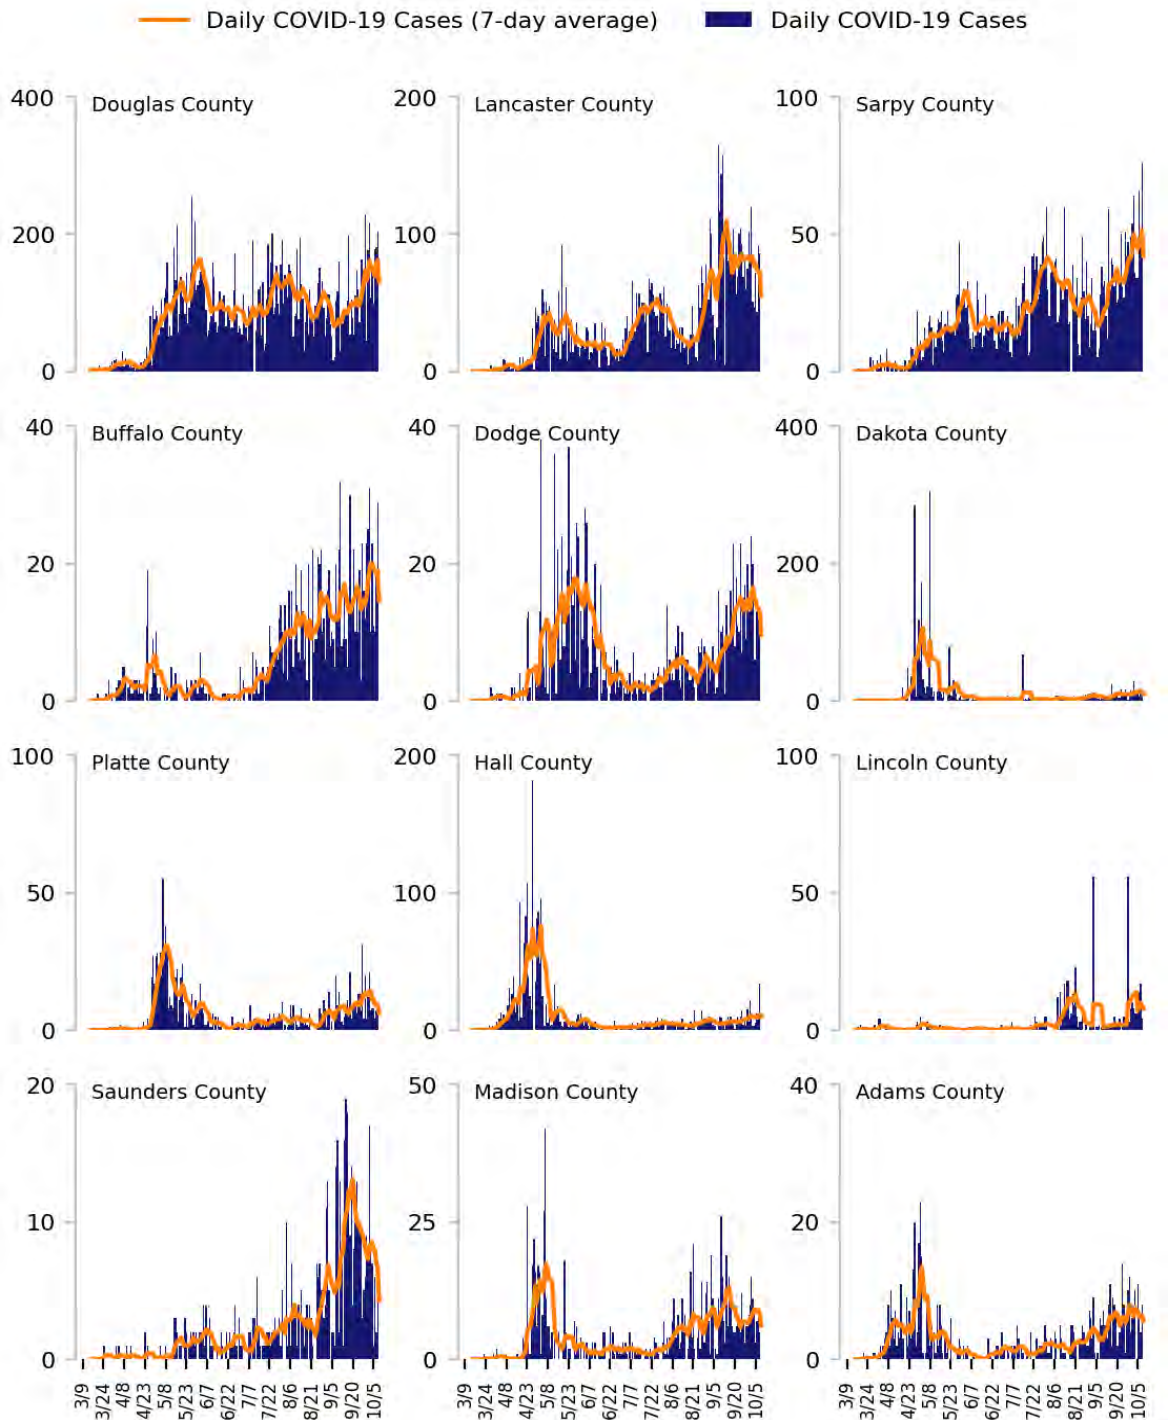 Daily COVID-19 Cases (7-day average) Daily COVID-19 Cases
400 Douglas County 200 Lancaster County 100 Sarpy County
200 100 50
0 0 0
40 Buffalo County 40 Dodge County 400 Dakota County
20 20 200
0 0 0
100 Platte County 200 Hall County 100 Lincoln County
50 100 50
0 0 0
20 Saunders County 50 Madison County 40 Adams County
10 25 20
0 0 0
3/9 3/24 4/8 4/23 5/8 5/23 6/7 6/22 7/7 7/22 8/6 8/21 9/5 9/20 10/5 3/9 3/24 4/8 4/23 5/8 5/23 6/7 6/22 7/7 7/22 8/6 8/21 9/5 9/20 10/5 3/9 3/24 4/8 4/23 5/8 5/23 6/7 6/22 7/7 7/22 8/6 8/21 9/5 9/20 10/5